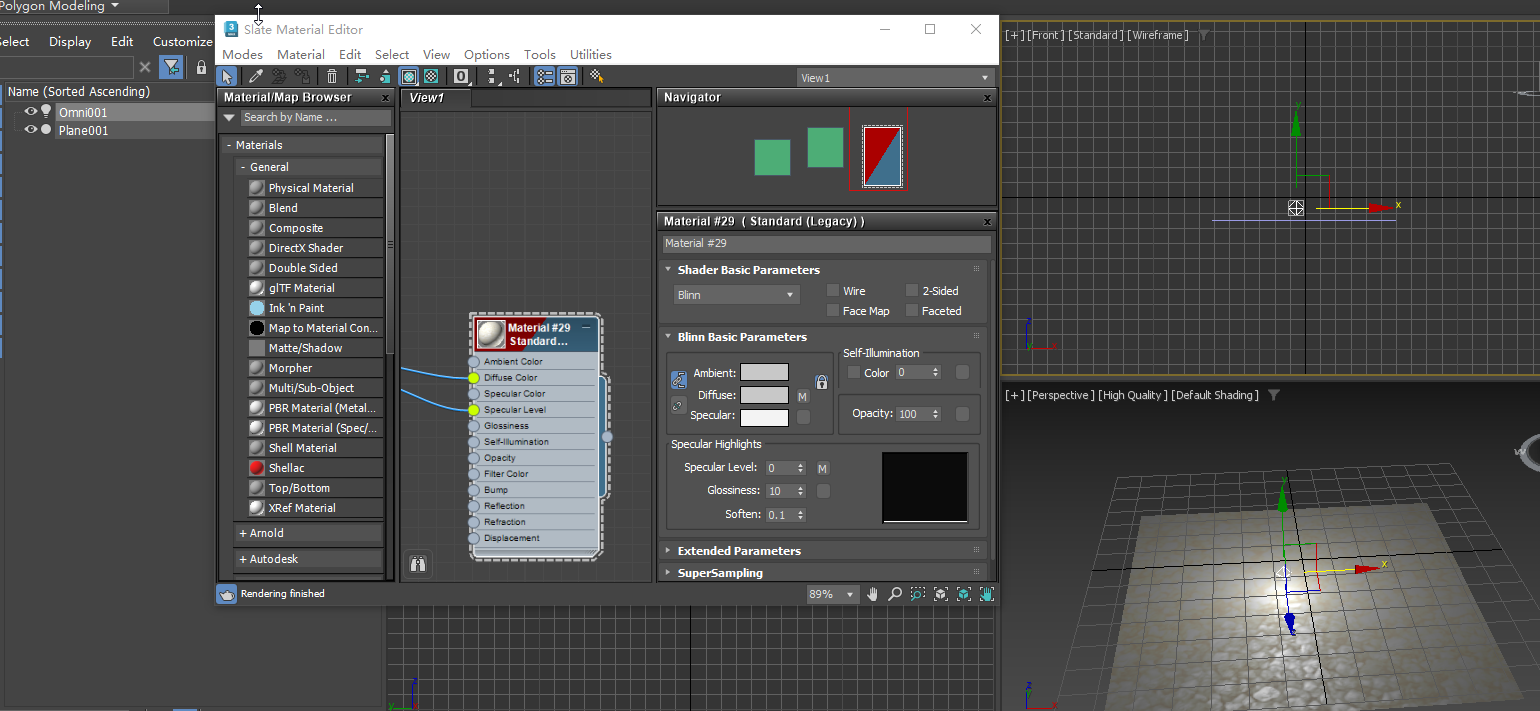 Polygon Modeling
Select Display Edit Customize
Name (Sorted Ascending)
Omni001
Plane001
3 Slate Material Editor
Modes Material Edit Select View Options Tools Utilities
View1
Material/Map Browser x
Search by Name ...
- Materials
- General
Physical Material
Blend
Composite
DirectX Shader
Double Sided
glTF Material
Ink 'n Paint
Map to Material Con...
Matte/Shadow
Morpher
Multi/Sub-Object
PBR Material (Metal...
PBR Material (Spec/...
Shell Material
Shellac
Top/Bottom
XRef Material
+ Arnold
+ Autodesk
Rendering finished
View1
Material #29
Standard...
Ambient Color
Diffuse Color
Specular Color
Specular Level
Glossiness
Self-Illumination
Opacity
Filter Color
Bump
Reflection
Refraction
Displacement
Navigator x
Material #29 ( Standard (Legacy) ) x
Material #29
Shader Basic Parameters
Blinn
Wire 2-Sided
Face Map Faceted
Blinn Basic Parameters
Ambient:
Diffuse: M
Specular:
Self-Illumination
Color 0
Opacity: 100
Specular Highlights
Specular Level: 0 M
Glossiness: 10
Soften: 0.1
Extended Parameters
SuperSampling
89%
[+] [Front ] [Standard ] [Wireframe ]
y
x
z
[+] [Perspective ] [High Quality ] [Default Shading ]
W
y
x
z
z
z
y